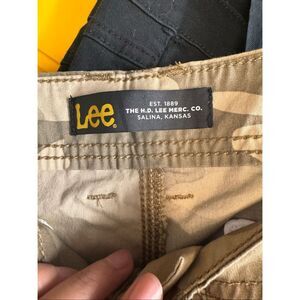 Lee®
EST. 1889
THE H.D. LEE MERC. CO.
SALINA, KANSAS